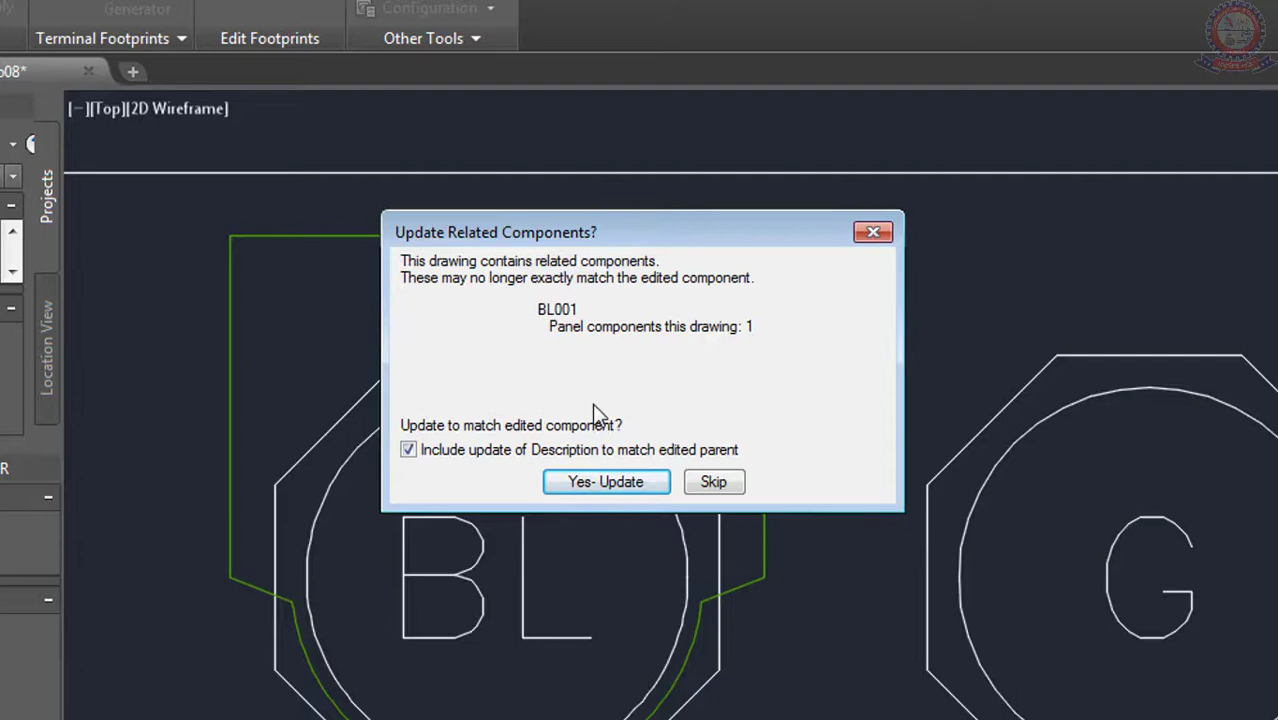 Generator
Configuration
Terminal Footprints
Edit Footprints
Other Tools
08*
[−][Top][2D Wireframe]
Projects
Location View
R
Update Related Components?
This drawing contains related components.
These may no longer exactly match the edited component.
BL001
Panel components this drawing: 1
Update to match edited component?
Include update of Description to match edited parent
Yes- Update
Skip
BL
G